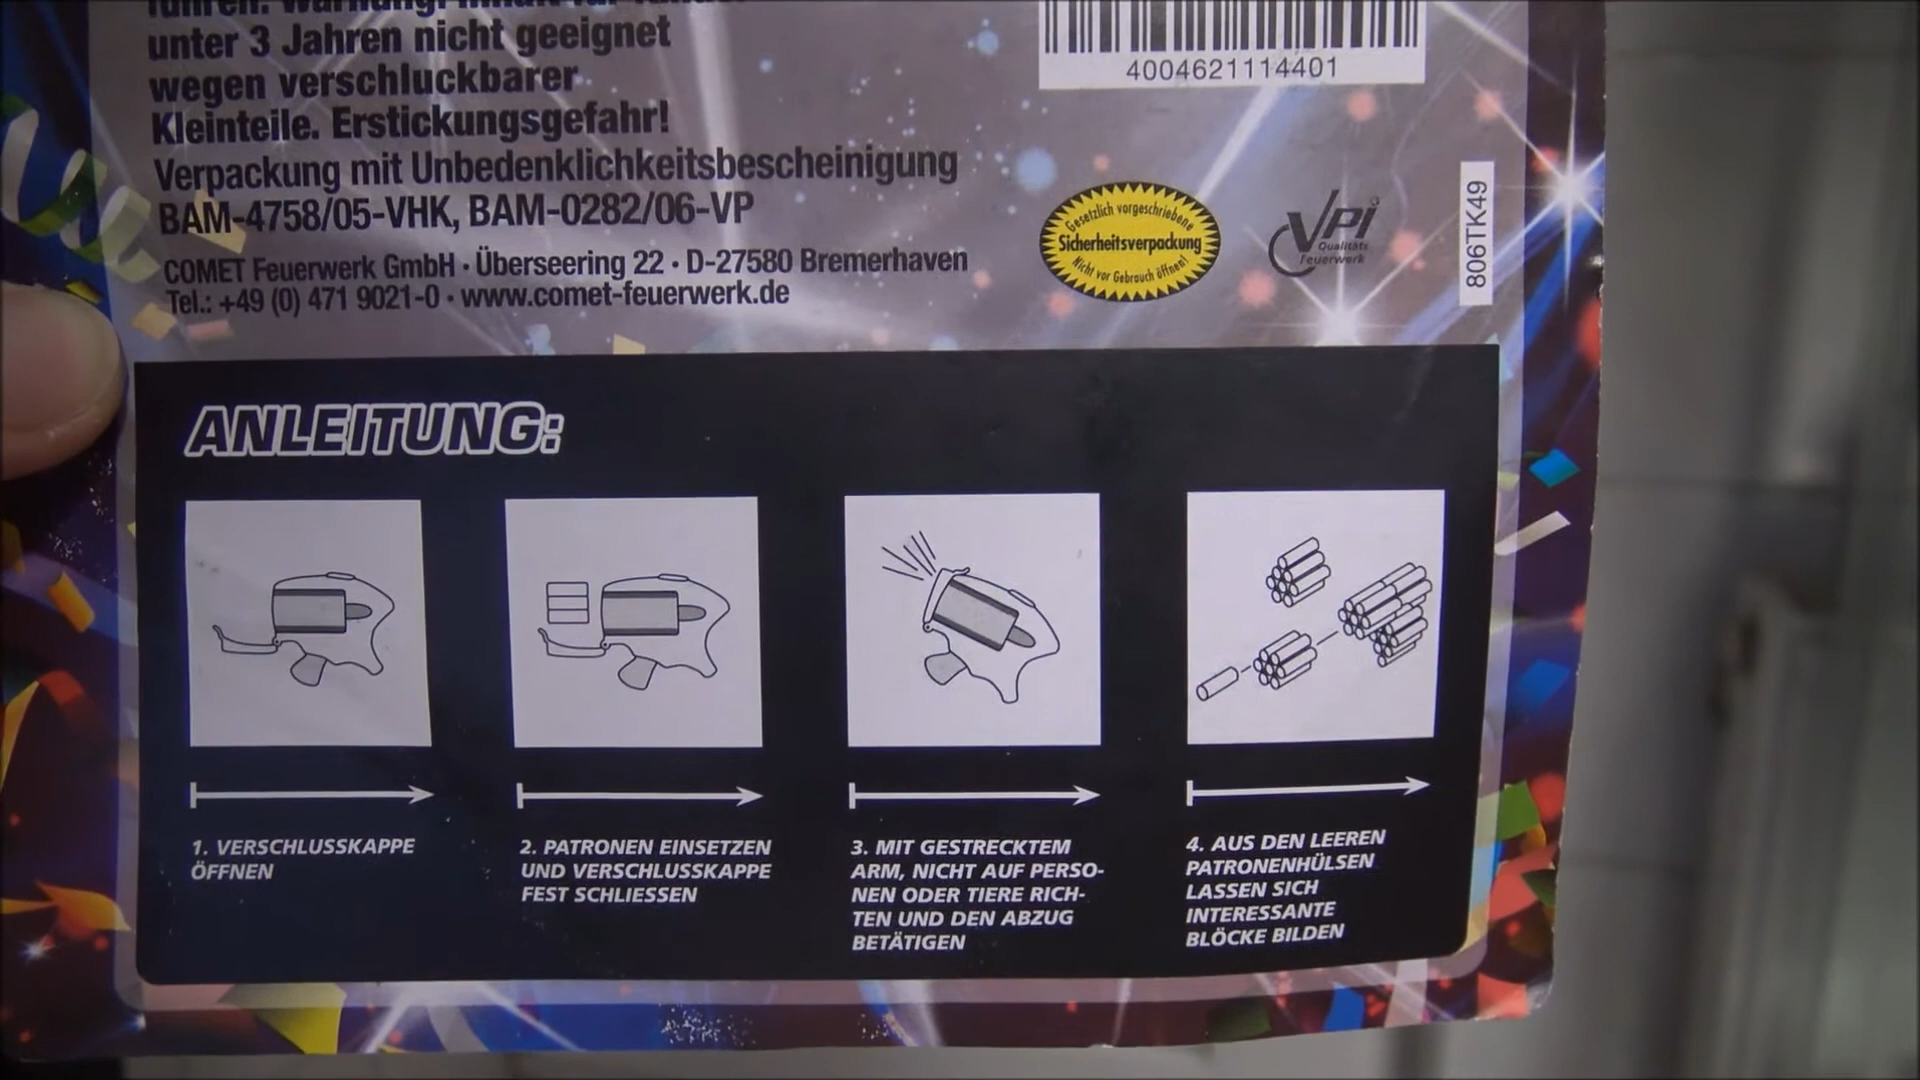 unter 3 Jahren nicht geeignet
wegen verschluckbarer
Kleinteile. Erstickungsgefahr!
Verpackung mit Unbedenklichkeitsbescheinigung
BAM-4758/05-VHK, BAM-0282/06-VP
COMET Feuerwerk GmbH · Überseering 22 · D-27580 Bremerhaven
Tel.: +49 (0) 471 9021-0 · www.comet-feuerwerk.de
4004621114401
Gesetzlich vorgeschriebene
Sicherheitsverpackung
Nicht vor Gebrauch öffnen!
VPI
Qualitäts
Feuerwerk
806TK49
ANLEITUNG:
1. VERSCHLUSSKAPPE
ÖFFNEN
2. PATRONEN EINSETZEN
UND VERSCHLUSSKAPPE
FEST SCHLIESSEN
3. MIT GESTRECKTEM
ARM, NICHT AUF PERSO-
NEN ODER TIERE RICH-
TEN UND DEN ABZUG
BETÄTIGEN
4. AUS DEN LEEREN
PATRONENHÜLSEN
LASSEN SICH
INTERESSANTE
BLÖCKE BILDEN